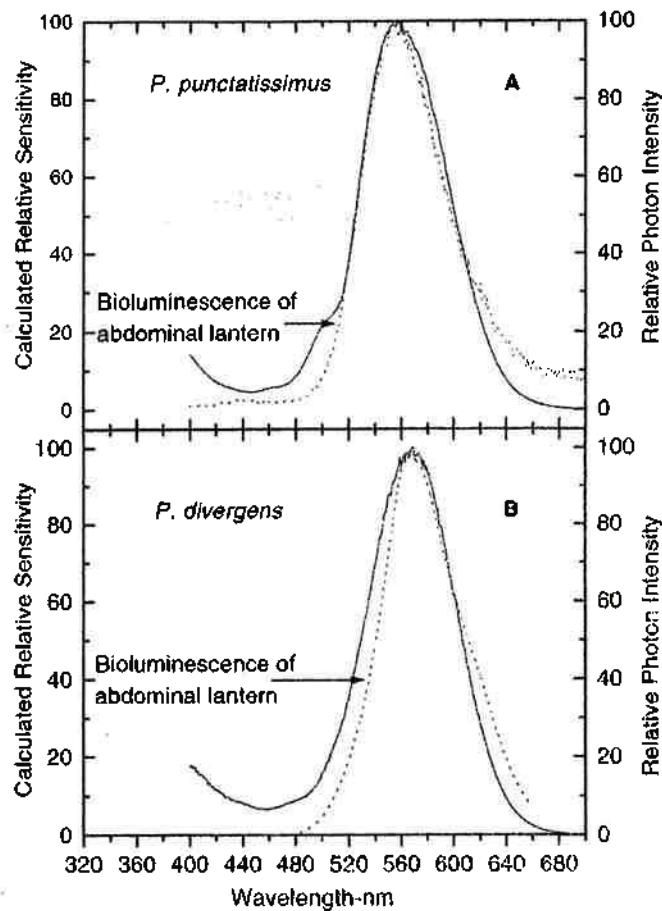 100
80
60
40
20
0
Calculated Relative Sensitivity
P. punctatissimus
A
Bioluminescence of
abdominal lantern
100
80
60
40
20
0
Relative Photon Intensity
100
80
60
40
20
0
Calculated Relative Sensitivity
P. divergens
B
Bioluminescence of
abdominal lantern
100
80
60
40
20
0
Relative Photon Intensity
320 360 400 440 480 520 560 600 640 680
Wavelength-nm